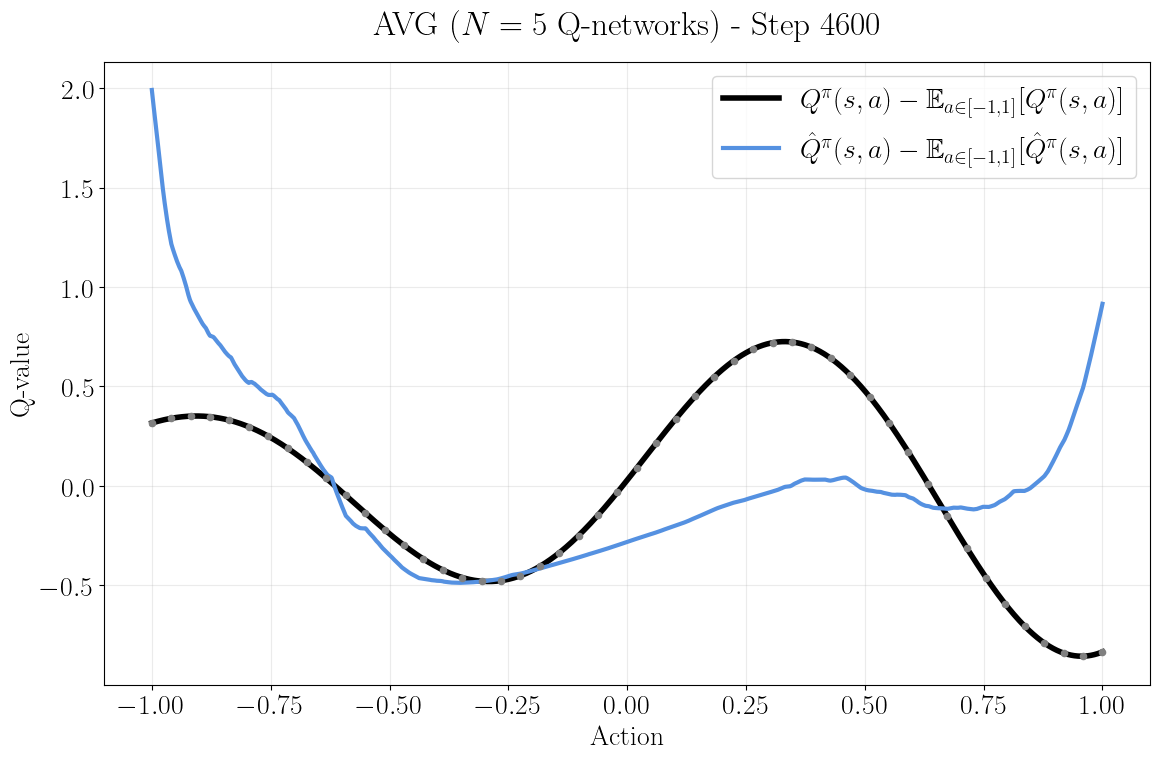 AVG (N = 5 Q-networks) - Step 4600
Q^π(s, a) − 𝔼_{a∈[−1,1]}[Q^π(s, a)]
Q̂^π(s, a) − 𝔼_{a∈[−1,1]}[Q̂^π(s, a)]
Q-value
2.0
1.5
1.0
0.5
0.0
−0.5
−1.00 −0.75 −0.50 −0.25 0.00 0.25 0.50 0.75 1.00
Action